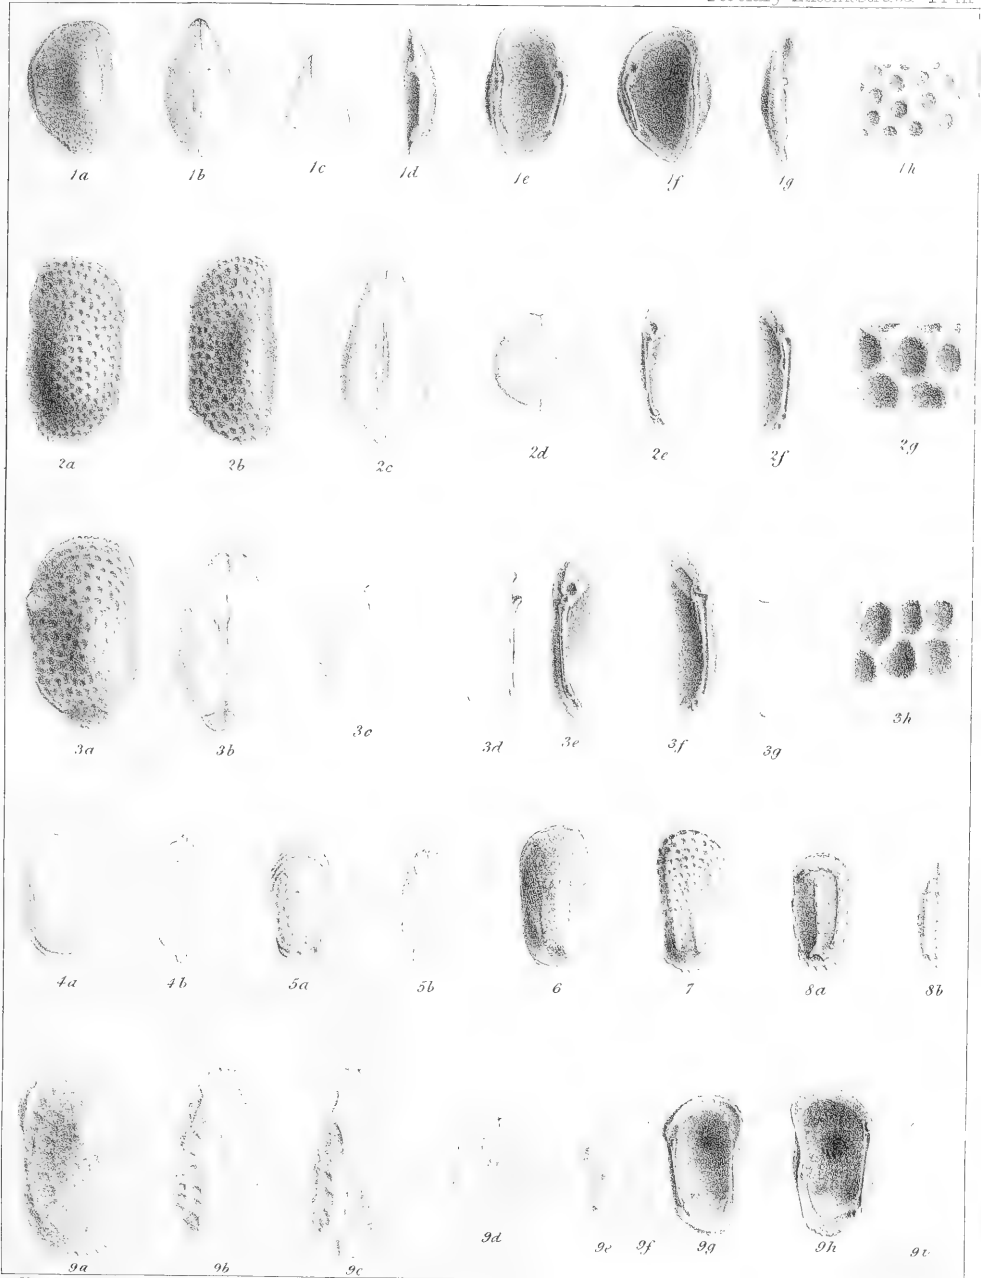 1a 1b 1c 1d 1e 1f 1g 1h
2a 2b 2c 2d 2e 2f 2g
3a 3b 3c 3d 3e 3f 3g 3h
4a 4b 5a 5b 6 7 8a 8b
9a 9b 9c 9d 9e 9f 9g 9h 9i